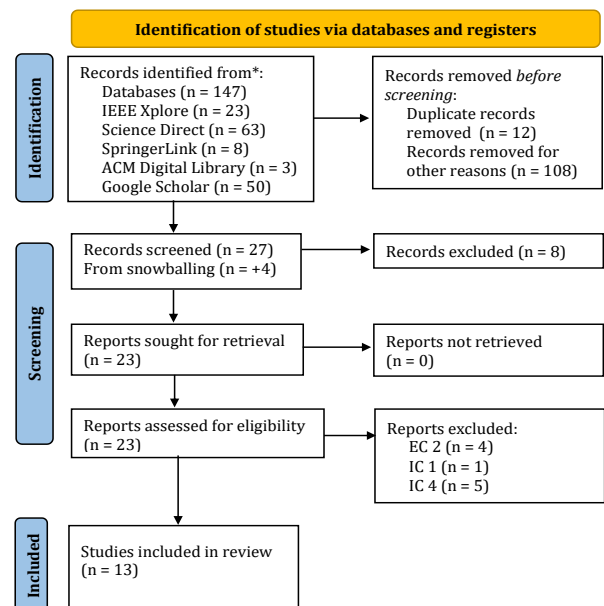 Identification of studies via databases and registers
Identification
Records identified from*:
Databases (n = 147)
IEEE Xplore (n = 23)
Science Direct (n = 63)
SpringerLink (n = 8)
ACM Digital Library (n = 3)
Google Scholar (n = 50)
Records removed before
screening:
Duplicate records
removed (n = 12)
Records removed for
other reasons (n = 108)
Screening
Records screened (n = 27)
From snowballing (n = +4)
Records excluded (n = 8)
Reports sought for retrieval
(n = 23)
Reports not retrieved
(n = 0)
Reports assessed for eligibility
(n = 23)
Reports excluded:
EC 2 (n = 4)
IC 1 (n = 1)
IC 4 (n = 5)
Included
Studies included in review
(n = 13)